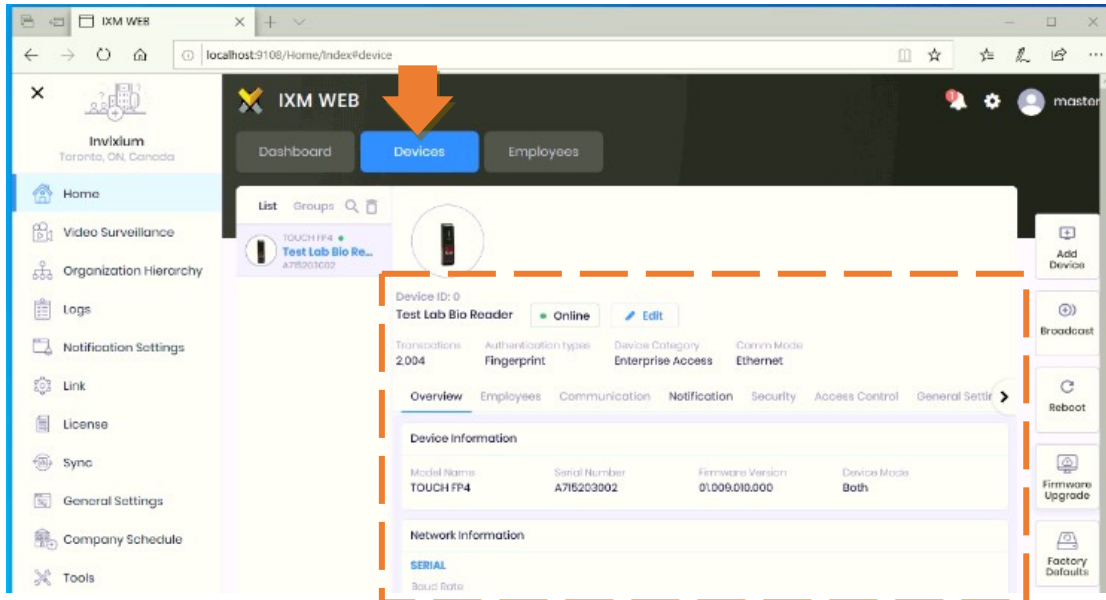 IXM WEB
localhost:9108/Home/Index#device
Invixium
Toronto, ON, Canada
Home
Video Surveillance
Organization Hierarchy
Logs
Notification Settings
Link
License
Sync
General Settings
Company Schedule
Tools
IXM WEB
1
master
Dashboard
Devices
Employees
List Groups
TOUCH FP4
Test Lab Bio Re...
A715203002
Device ID: 0
Test Lab Bio Reader
Online
Edit
Transactions Authentication types Device Category Comm Mode
2,004 Fingerprint Enterprise Access Ethernet
Overview Employees Communication Notification Security Access Control General Settin
Device Information
Model Name Serial Number Firmware Version Device Mode
TOUCH FP4 A715203002 01.009.010.000 Both
Network Information
SERIAL
Baud Rate
Add
Device
Broadcast
Reboot
Firmware
Upgrade
Factory
Defaults